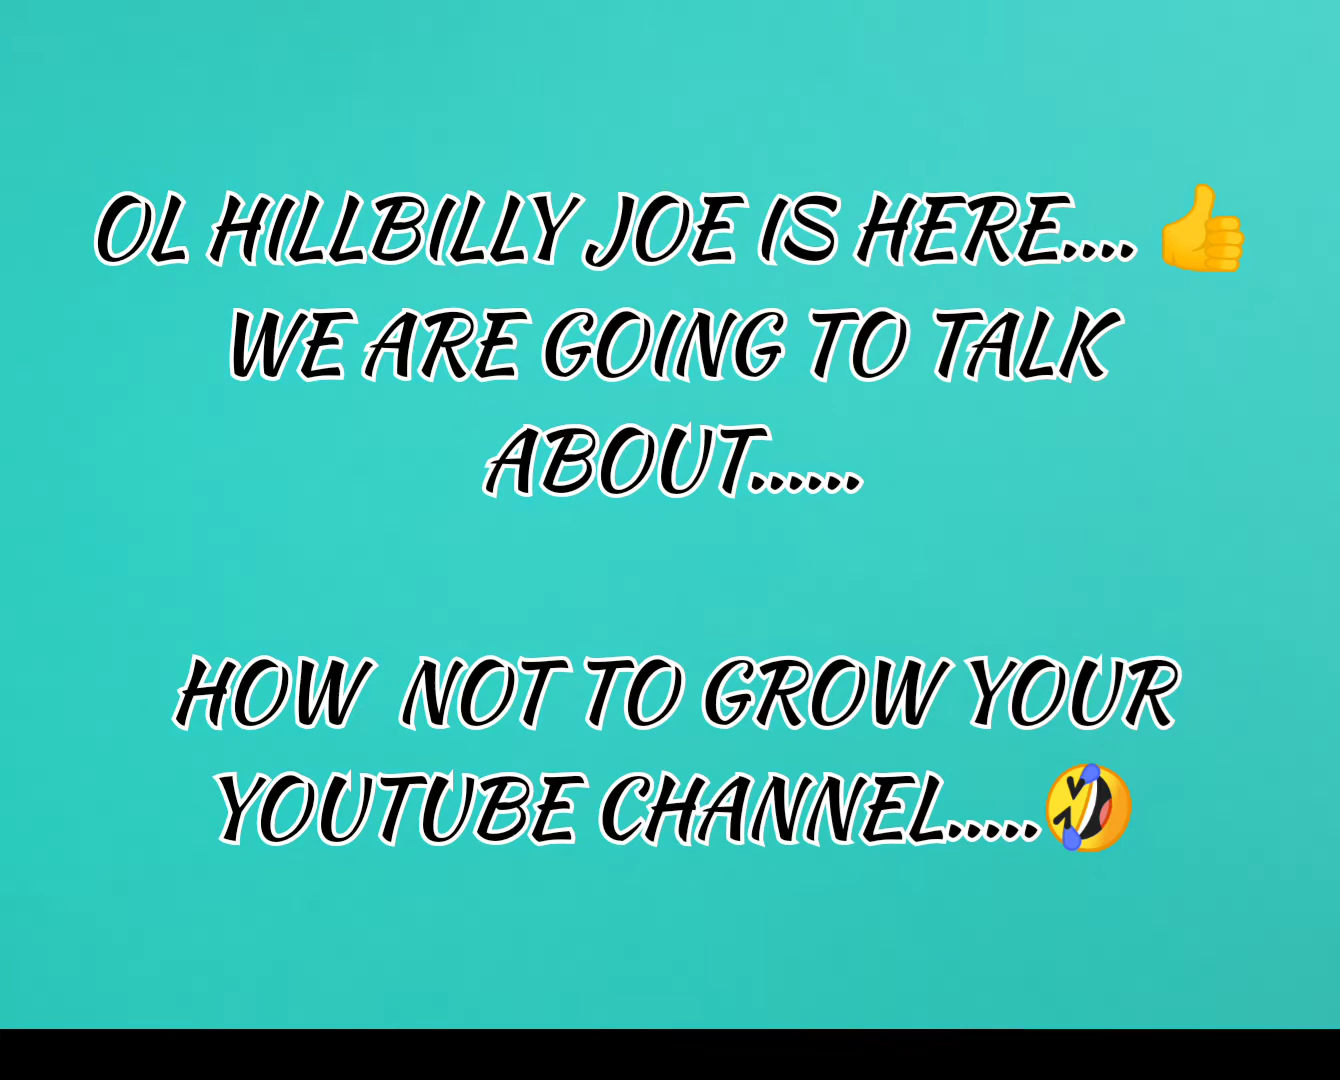 OL HILLBILLY JOE IS HERE.... 👍
WE ARE GOING TO TALK
ABOUT......
HOW  NOT TO GROW YOUR
YOUTUBE CHANNEL.....🤣